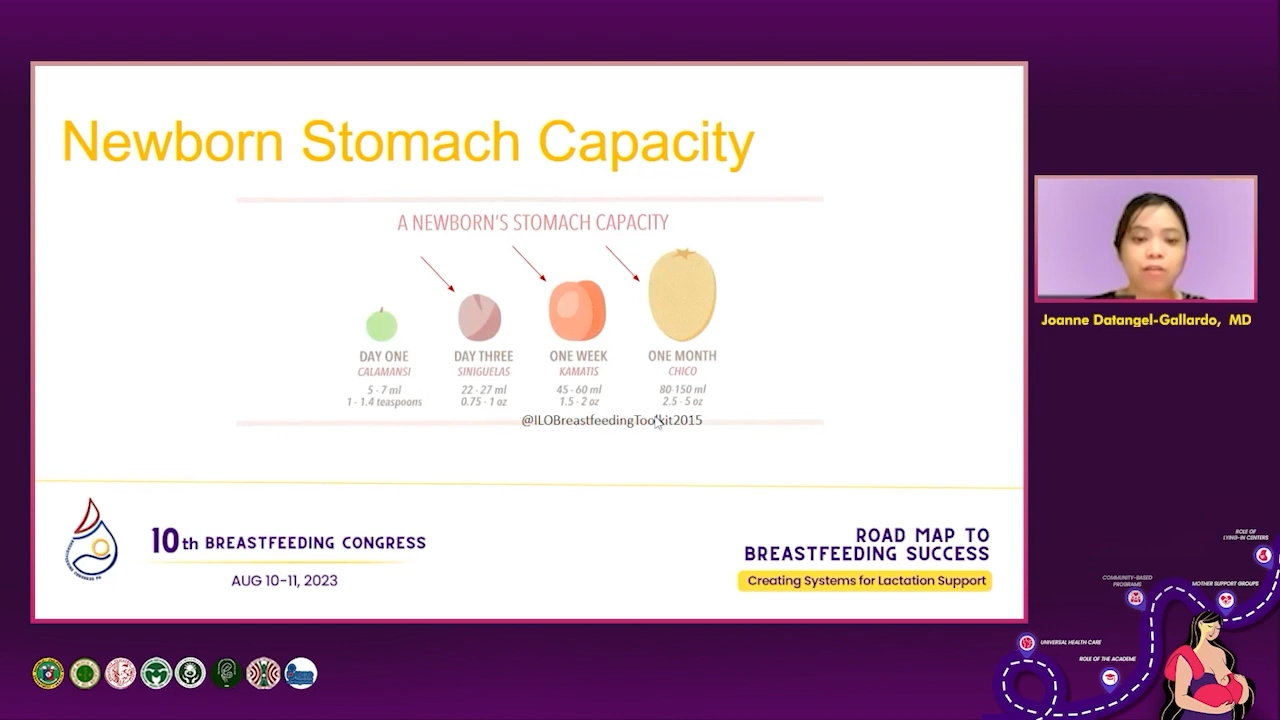 Newborn Stomach Capacity
A NEWBORN'S STOMACH CAPACITY
DAY ONE
CALAMANSI
5 - 7 ml
1 - 1.4 teaspoons
DAY THREE
SINIGUELAS
22 - 27 ml
0.75 - 1 oz
ONE WEEK
KAMATIS
45 - 60 ml
1.5 - 2 oz
ONE MONTH
CHICO
80-150 ml
2.5 - 5 oz
@ILOBreastfeedingToolkit2015
10th BREASTFEEDING CONGRESS
AUG 10-11, 2023
ROAD MAP TO
BREASTFEEDING SUCCESS
Creating Systems for Lactation Support
Joanne Datangel-Gallardo, MD
ROLE OF
LYING-IN CENTERS
COMMUNITY-BASED
PROGRAMS
MOTHER SUPPORT GROUPS
UNIVERSAL HEALTH CARE
ROLE OF THE ACADEME